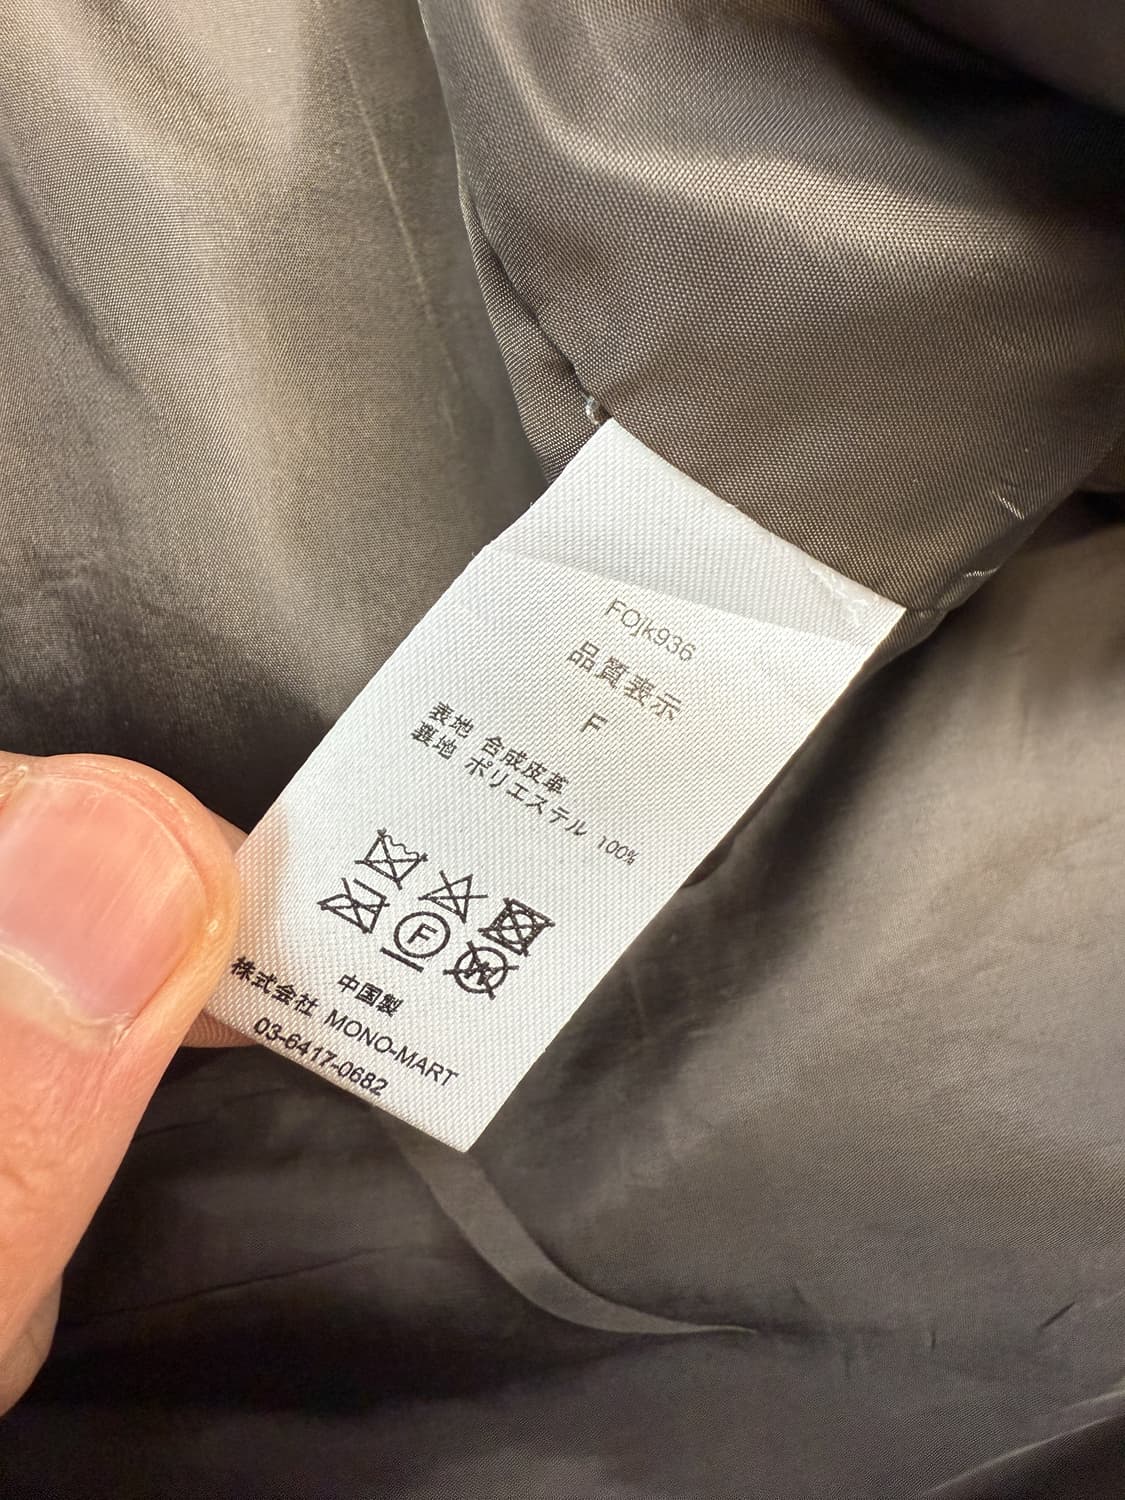 FOjk936
品質表示
F
表地 合成皮革
裏地 ポリエステル 100%
F
W
中国製
株式会社 MONO-MART
03-6417-0682